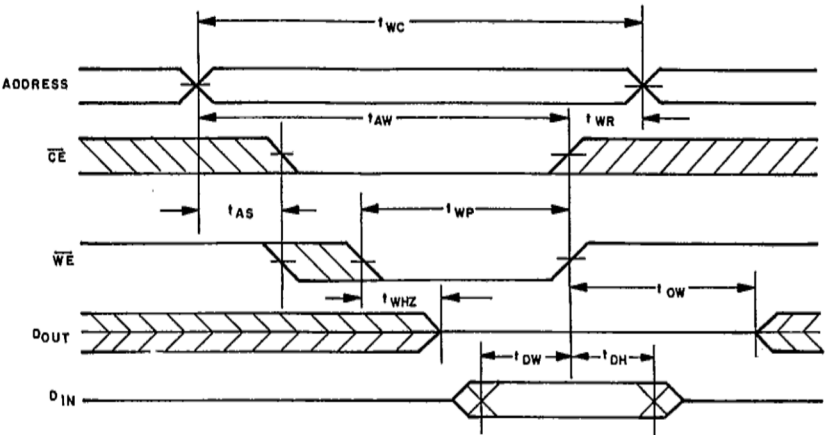 tWC
ADDRESS
tAW
tWR
CE
tAS
tWP
WE
tWHZ
tOW
DOUT
tDW
tDH
DIN